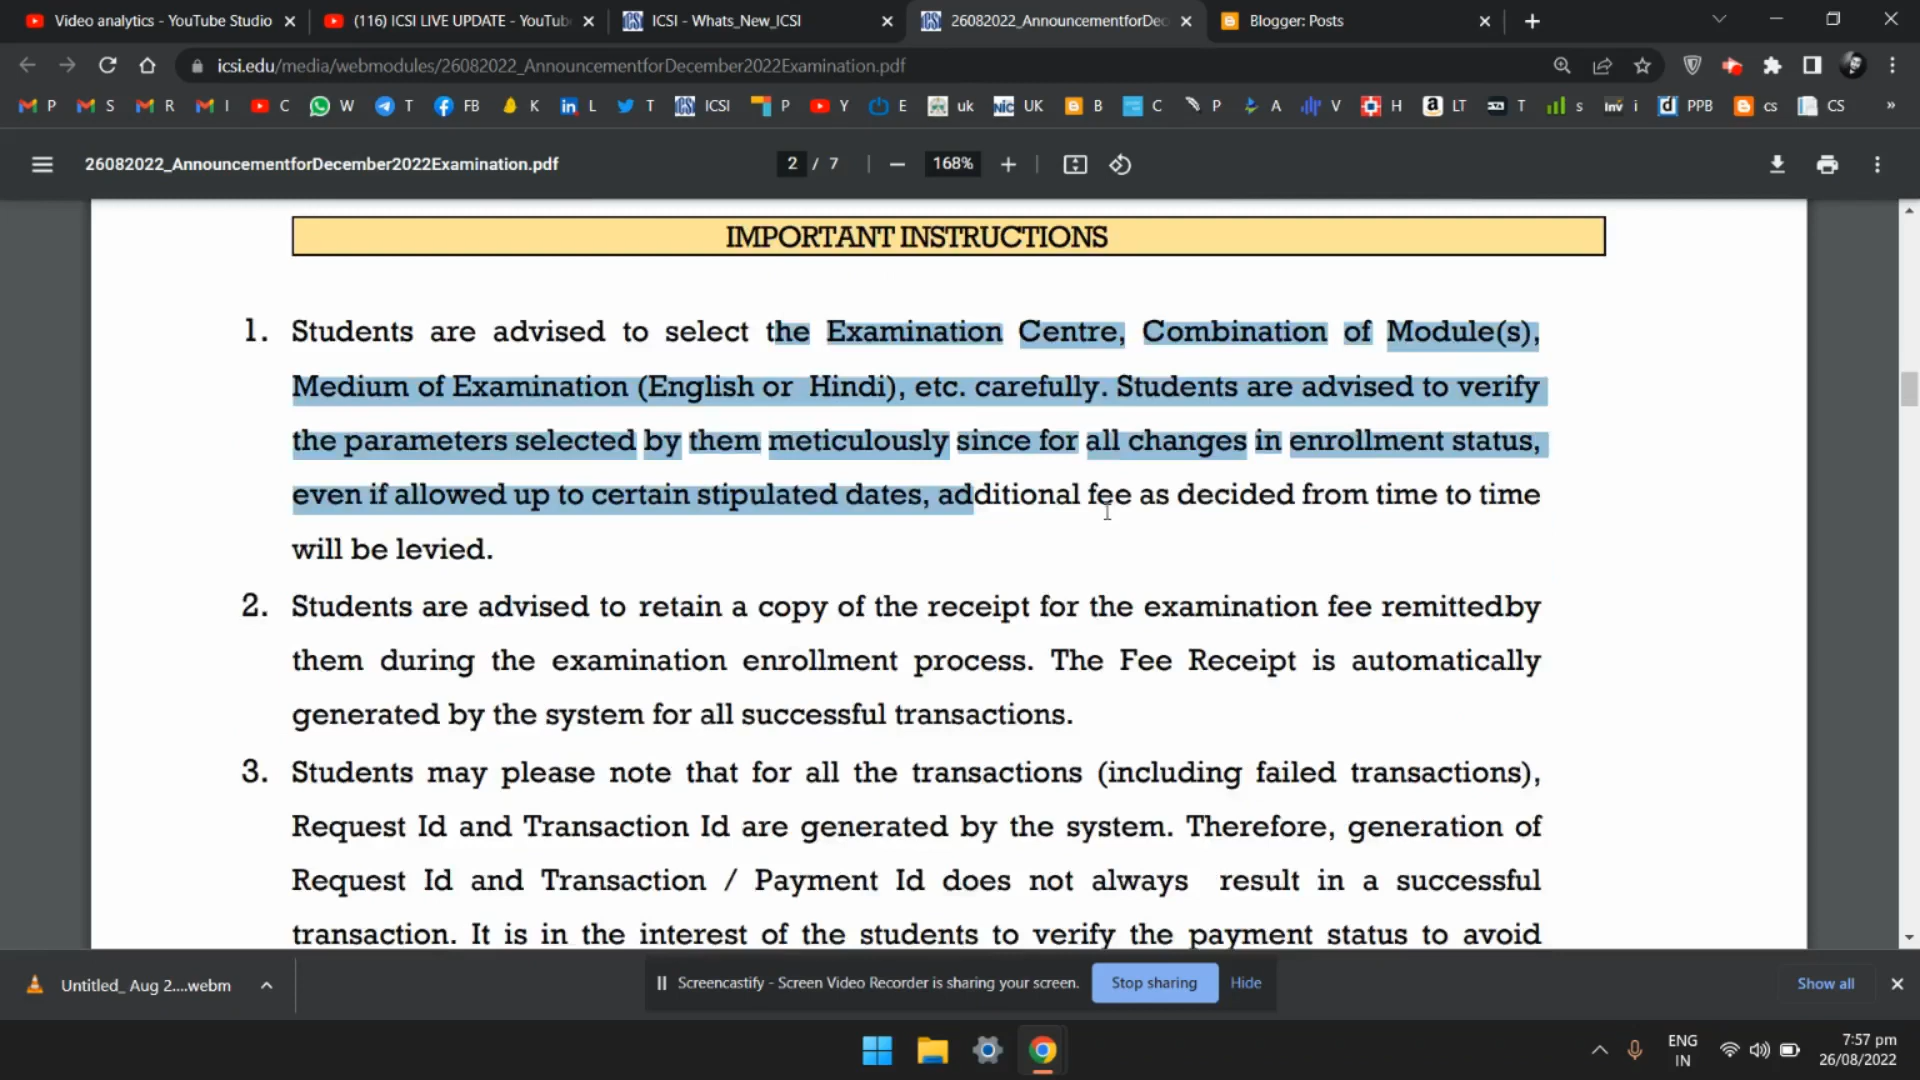 Video analytics - YouTube Studio
(116) ICSI LIVE UPDATE - YouTub
ICSI - Whats_New_ICSI
26082022_AnnouncementforDec
Blogger: Posts
icsi.edu/media/webmodules/26082022_AnnouncementforDecember2022Examination.pdf
P S R I C W T FB K L T ICSI P Y E uk UK B C P A V H LT T s i PPB cs CS »
26082022_AnnouncementforDecember2022Examination.pdf
2 / 7
168%
IMPORTANT INSTRUCTIONS
1. Students are advised to select the Examination Centre, Combination of Module(s),
Medium of Examination (English or Hindi), etc. carefully. Students are advised to verify
the parameters selected by them meticulously since for all changes in enrollment status,
even if allowed up to certain stipulated dates, additional fee as decided from time to time
will be levied.
2. Students are advised to retain a copy of the receipt for the examination fee remittedby
them during the examination enrollment process. The Fee Receipt is automatically
generated by the system for all successful transactions.
3. Students may please note that for all the transactions (including failed transactions),
Request Id and Transaction Id are generated by the system. Therefore, generation of
Request Id and Transaction / Payment Id does not always result in a successful
transaction. It is in the interest of the students to verify the payment status to avoid
Untitled_ Aug 2....webm
Screencastify - Screen Video Recorder is sharing your screen.
Stop sharing
Hide
Show all
ENG
IN
7:57 pm
26/08/2022